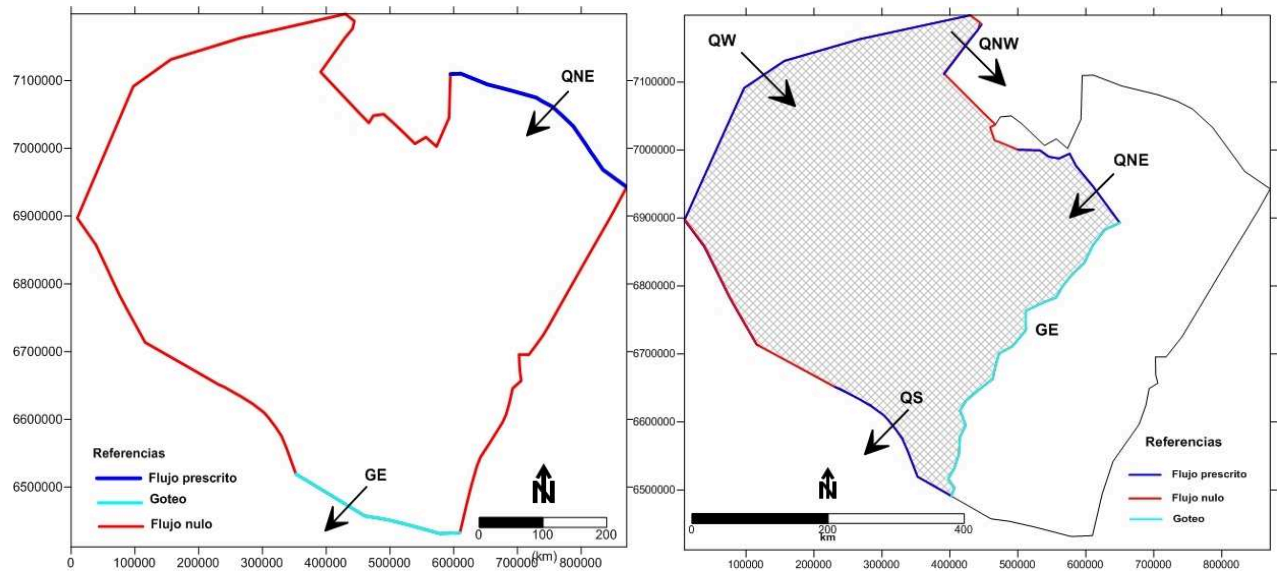 QNE
7100000
7000000
6900000
6800000
6700000
6600000
6500000
Referencias
Flujo prescrito
Goteo
Flujo nulo
GE
N
0 100 200
(km)
100000 200000 300000 400000 500000 600000 700000 800000
QW
QNW
QNE
7100000
7000000
6900000
6800000
6700000
6600000
6500000
GE
QS
N
0 200 400
km
Referencias
Flujo prescrito
Flujo nulo
Goteo
100000 200000 300000 400000 500000 600000 700000 800000